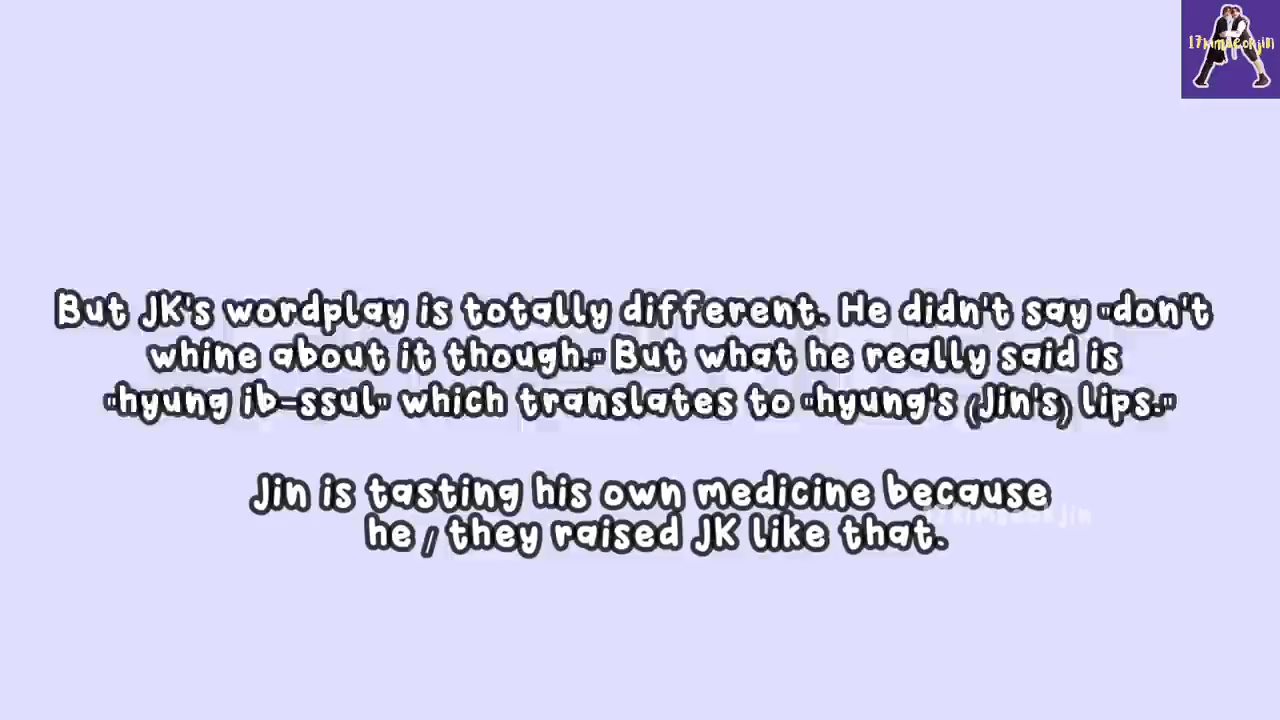 17kimseokjin
But JK's wordplay is totally different. He didn't say "don't
whine about it though." But what he really said is
"hyung ib-ssul" which translates to "hyung's (Jin's) lips."
Jin is tasting his own medicine because
17kimseokjin
he / they raised JK like that.